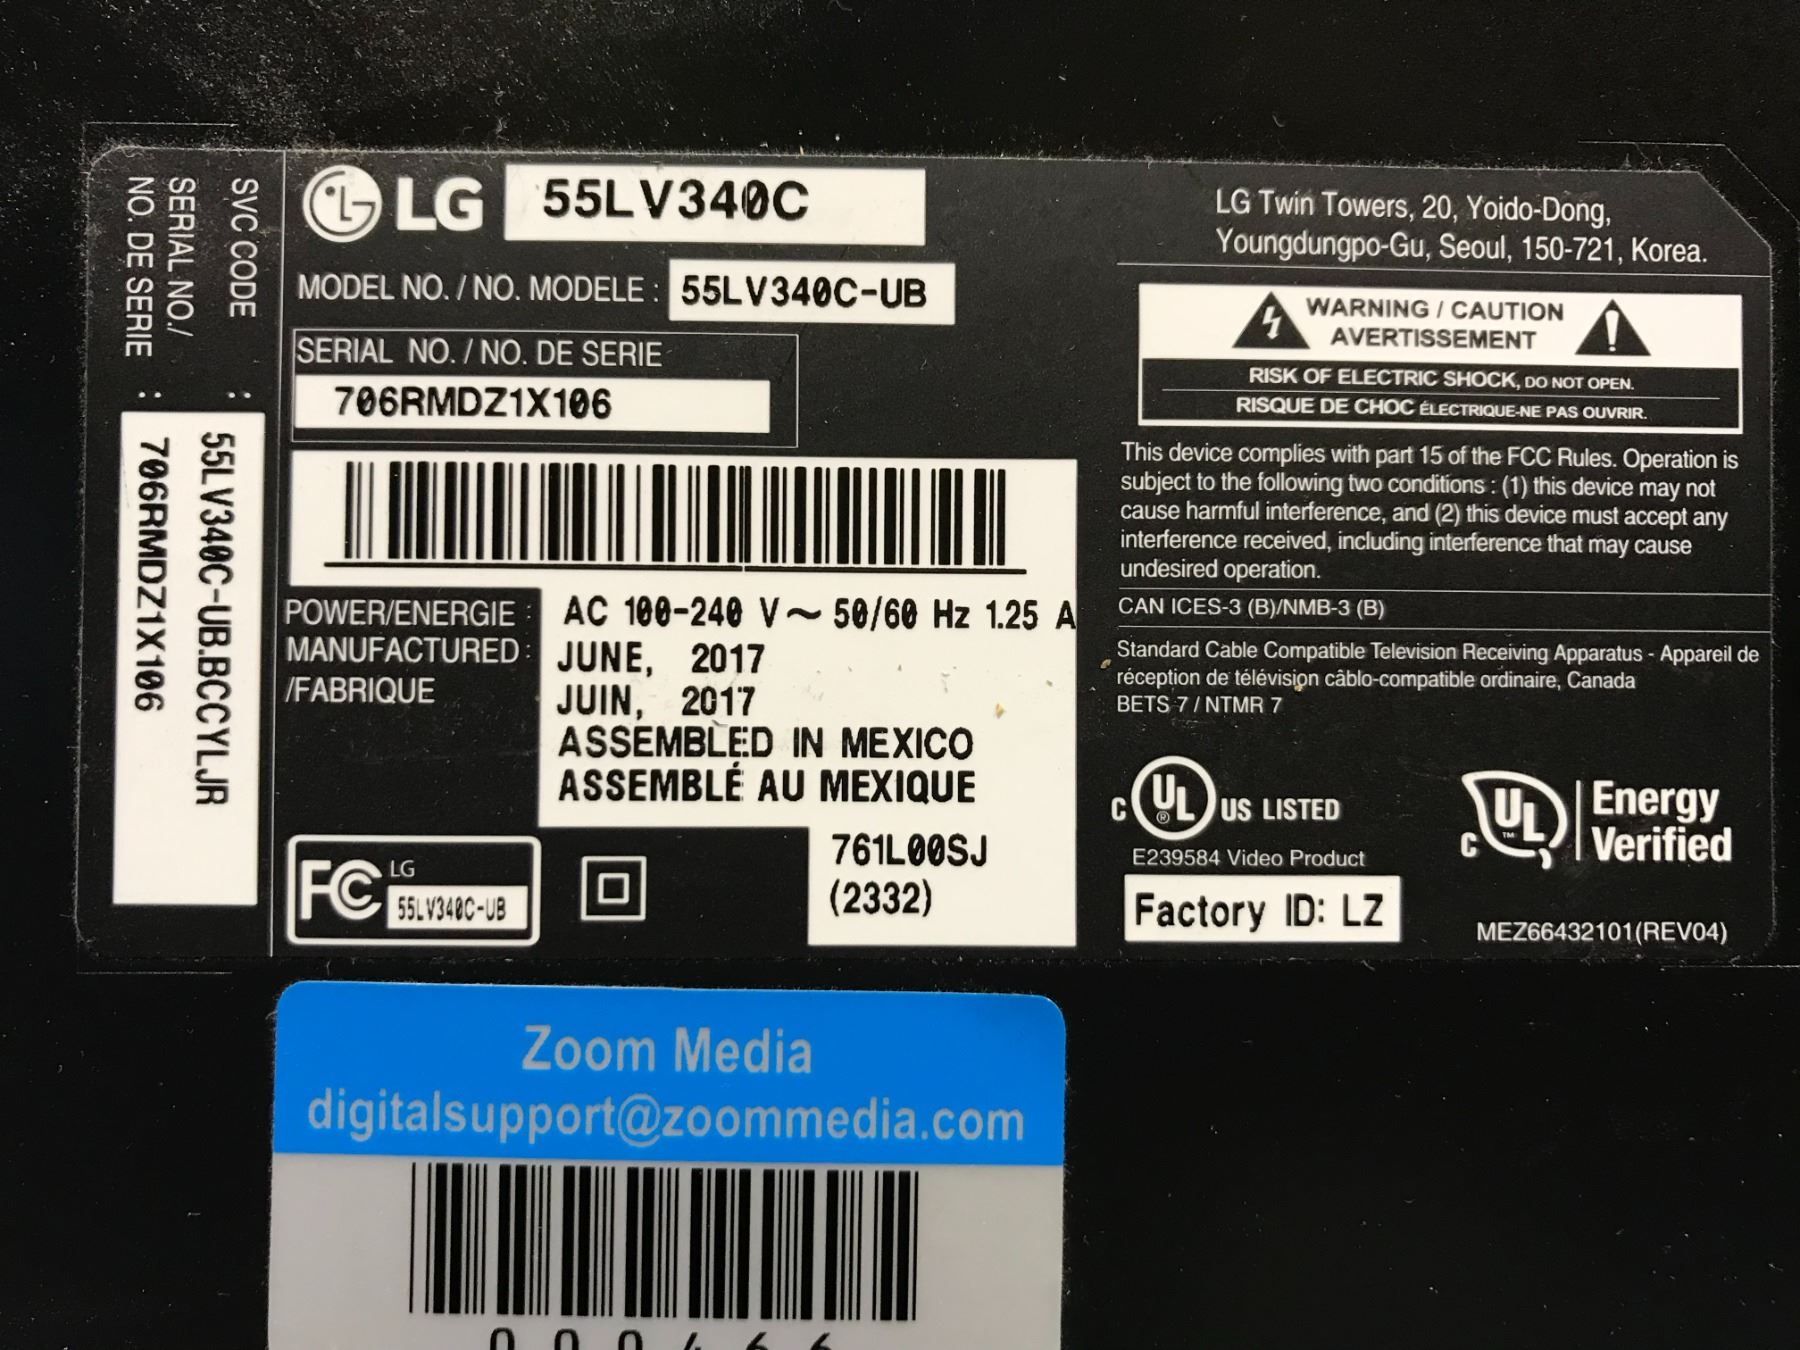 SVC CODE : 55LV340C-UB.BCCYLJR
SERIAL NO./
NO. DE SERIE : 706RMDZ1X106
LG 55LV340C
MODEL NO. / NO. MODELE : 55LV340C-UB
SERIAL NO. / NO. DE SERIE
706RMDZ1X106
POWER/ENERGIE : AC 100-240 V~ 50/60 Hz 1.25 A
MANUFACTURED : JUNE, 2017
/FABRIQUE JUIN, 2017
ASSEMBLED IN MEXICO
ASSEMBLÉ AU MEXIQUE
761L00SJ
(2332)
FC LG
55LV340C-UB
LG Twin Towers, 20, Yoido-Dong,
Youngdungpo-Gu, Seoul, 150-721, Korea.
WARNING / CAUTION
AVERTISSEMENT
RISK OF ELECTRIC SHOCK, DO NOT OPEN.
RISQUE DE CHOC ÉLECTRIQUE-NE PAS OUVRIR.
This device complies with part 15 of the FCC Rules. Operation is
subject to the following two conditions : (1) this device may not
cause harmful interference, and (2) this device must accept any
interference received, including interference that may cause
undesired operation.
CAN ICES-3 (B)/NMB-3 (B)
Standard Cable Compatible Television Receiving Apparatus - Appareil de
réception de télévision câblo-compatible ordinaire, Canada
BETS 7 / NTMR 7
C UL ® US LISTED
E239584 Video Product
Factory ID: LZ
C UL ™ Energy
Verified
MEZ66432101(REV04)
Zoom Media
digitalsupport@zoommedia.com